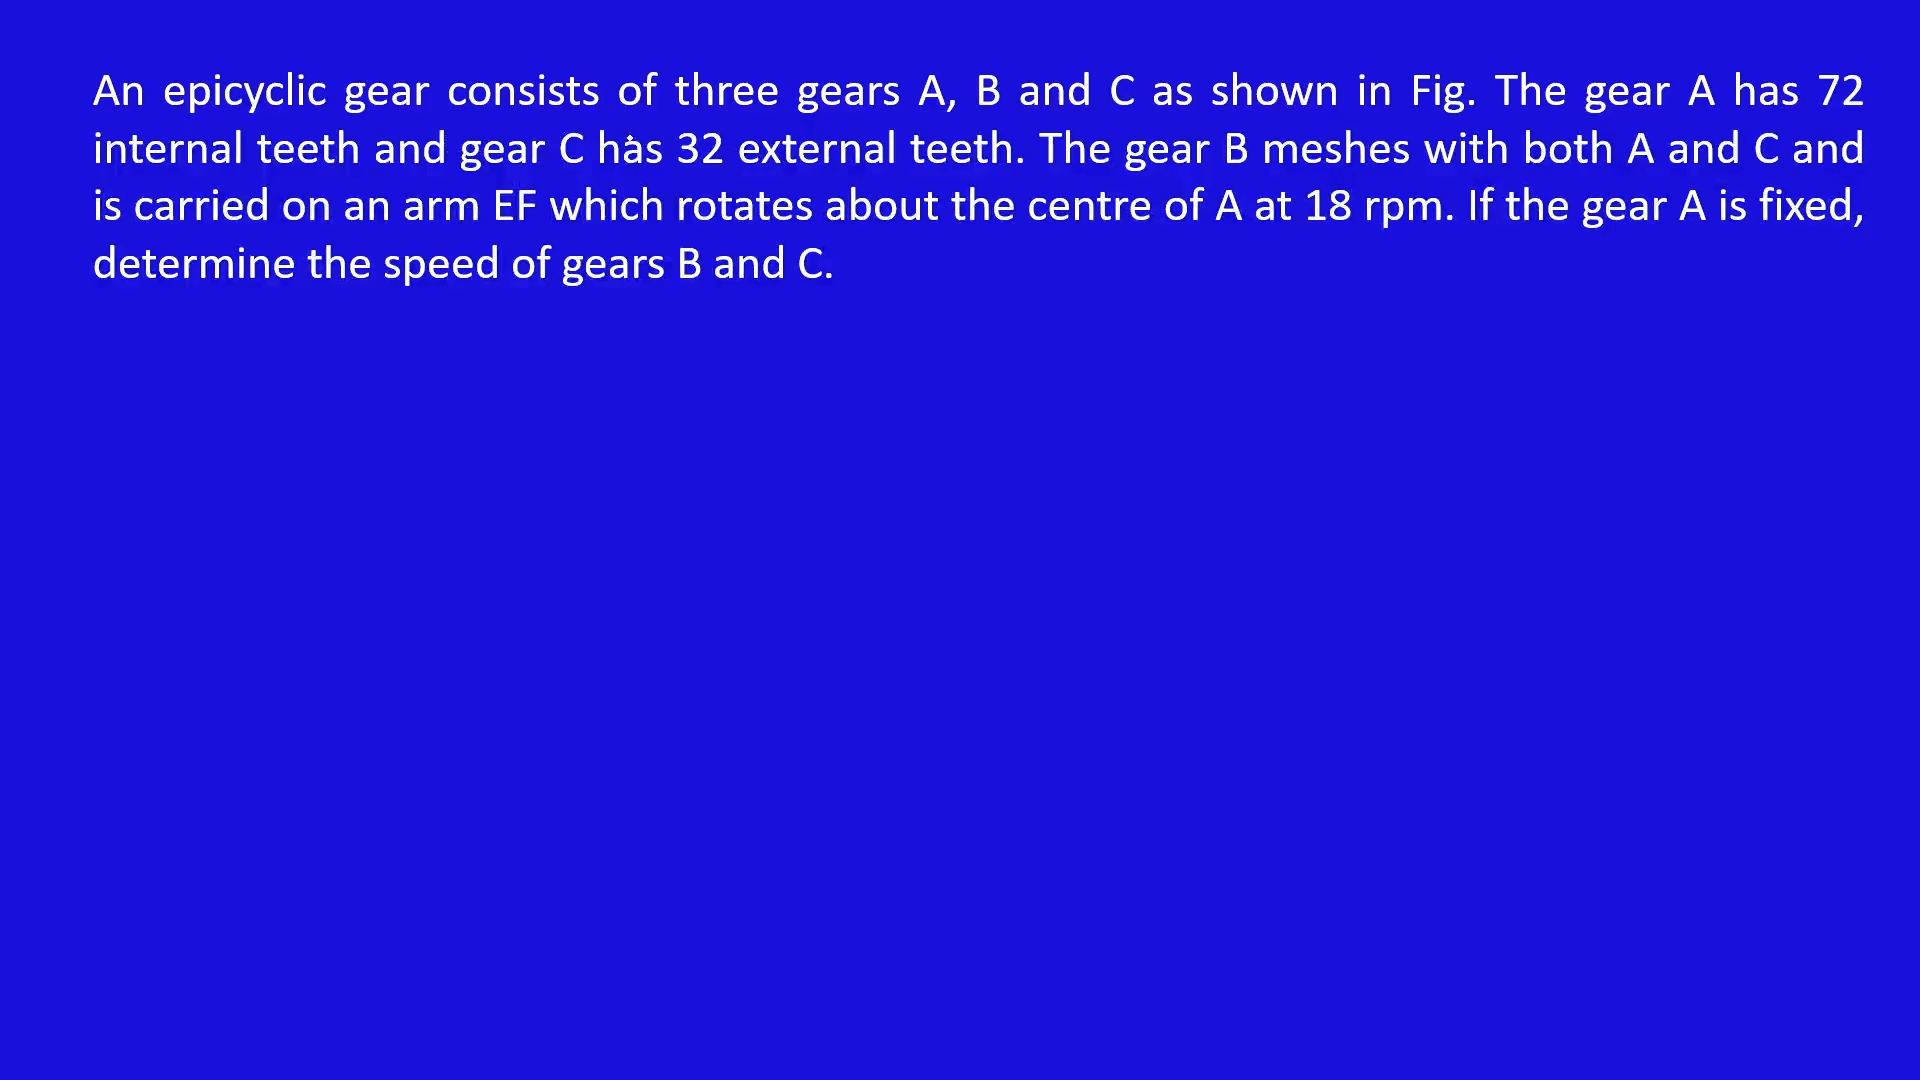 An epicyclic gear consists of three gears A, B and C as shown in Fig. The gear A has 72
internal teeth and gear C has 32 external teeth. The gear B meshes with both A and C and
is carried on an arm EF which rotates about the centre of A at 18 rpm. If the gear A is fixed,
determine the speed of gears B and C.